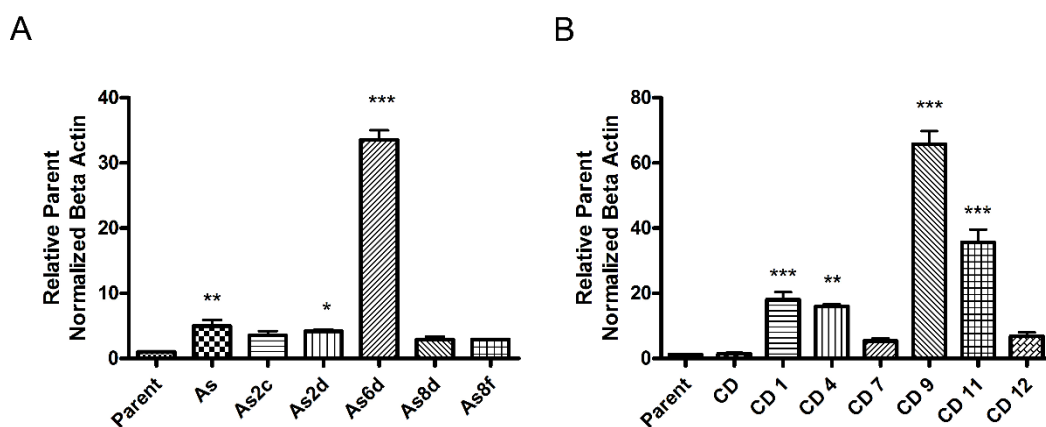 A
Relative Parent
Normalized Beta Actin
40
30
20
10
0
**
*
***
Parent
As
As2c
As2d
As6d
As8d
As8f
B
Relative Parent
Normalized Beta Actin
80
60
40
20
0
***
**
***
***
Parent
CD
CD 1
CD 4
CD 7
CD 9
CD 11
CD 12